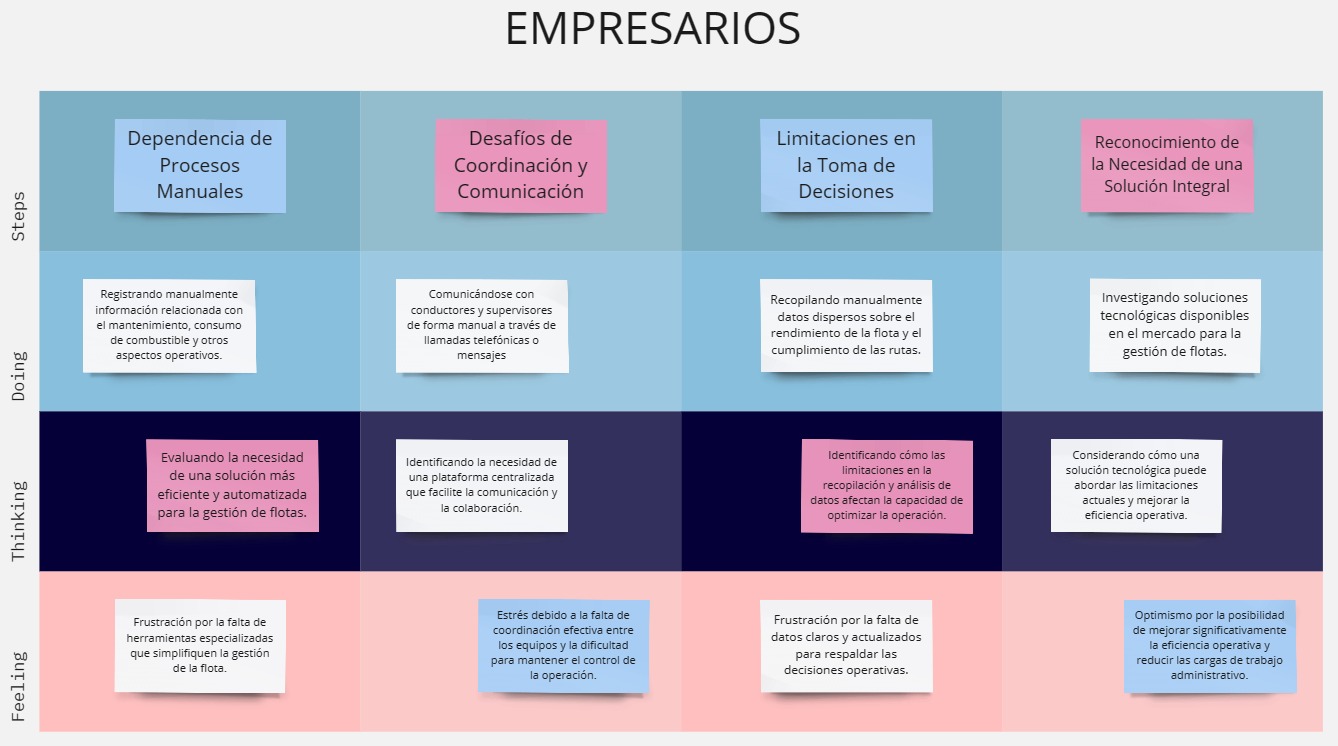 EMPRESARIOS
Steps
Dependencia de
Procesos
Manuales
Desafíos de
Coordinación y
Comunicación
Limitaciones en
la Toma de
Decisiones
Reconocimiento de
la Necesidad de una
Solución Integral
Doing
Registrando manualmente
información relacionada con
el mantenimiento, consumo
de combustible y otros
aspectos operativos.
Comunicándose con
conductores y supervisores
de forma manual a través de
llamadas telefónicas o
mensajes
Recopilando manualmente
datos dispersos sobre el
rendimiento de la flota y el
cumplimiento de las rutas.
Investigando soluciones
tecnológicas disponibles
en el mercado para la
gestión de flotas.
Thinking
Evaluando la necesidad
de una solución más
eficiente y automatizada
para la gestión de flotas.
Identificando la necesidad de
una plataforma centralizada
que facilite la comunicación y
la colaboración.
Identificando cómo las
limitaciones en la
recopilación y análisis de
datos afectan la capacidad de
optimizar la operación.
Considerando cómo una
solución tecnológica puede
abordar las limitaciones
actuales y mejorar la
eficiencia operativa.
Feeling
Frustración por la falta de
herramientas especializadas
que simplifiquen la gestión
de la flota.
Estrés debido a la falta de
coordinación efectiva entre
los equipos y la dificultad
para mantener el control de
la operación.
Frustración por la falta de
datos claros y actualizados
para respaldar las
decisiones operativas.
Optimismo por la posibilidad
de mejorar significativamente
la eficiencia operativa y
reducir las cargas de trabajo
administrativo.